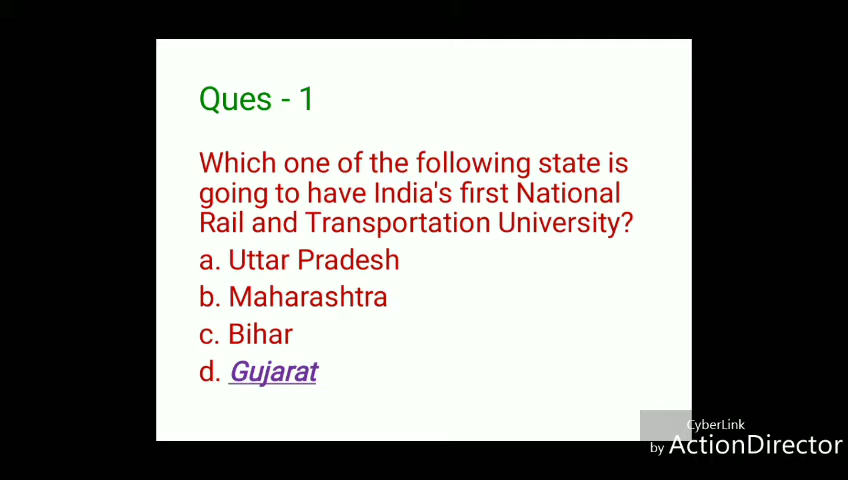 Ques - 1
Which one of the following state is
going to have India's first National
Rail and Transportation University?
a. Uttar Pradesh
b. Maharashtra
c. Bihar
d. Gujarat
CyberLink
by ActionDirector